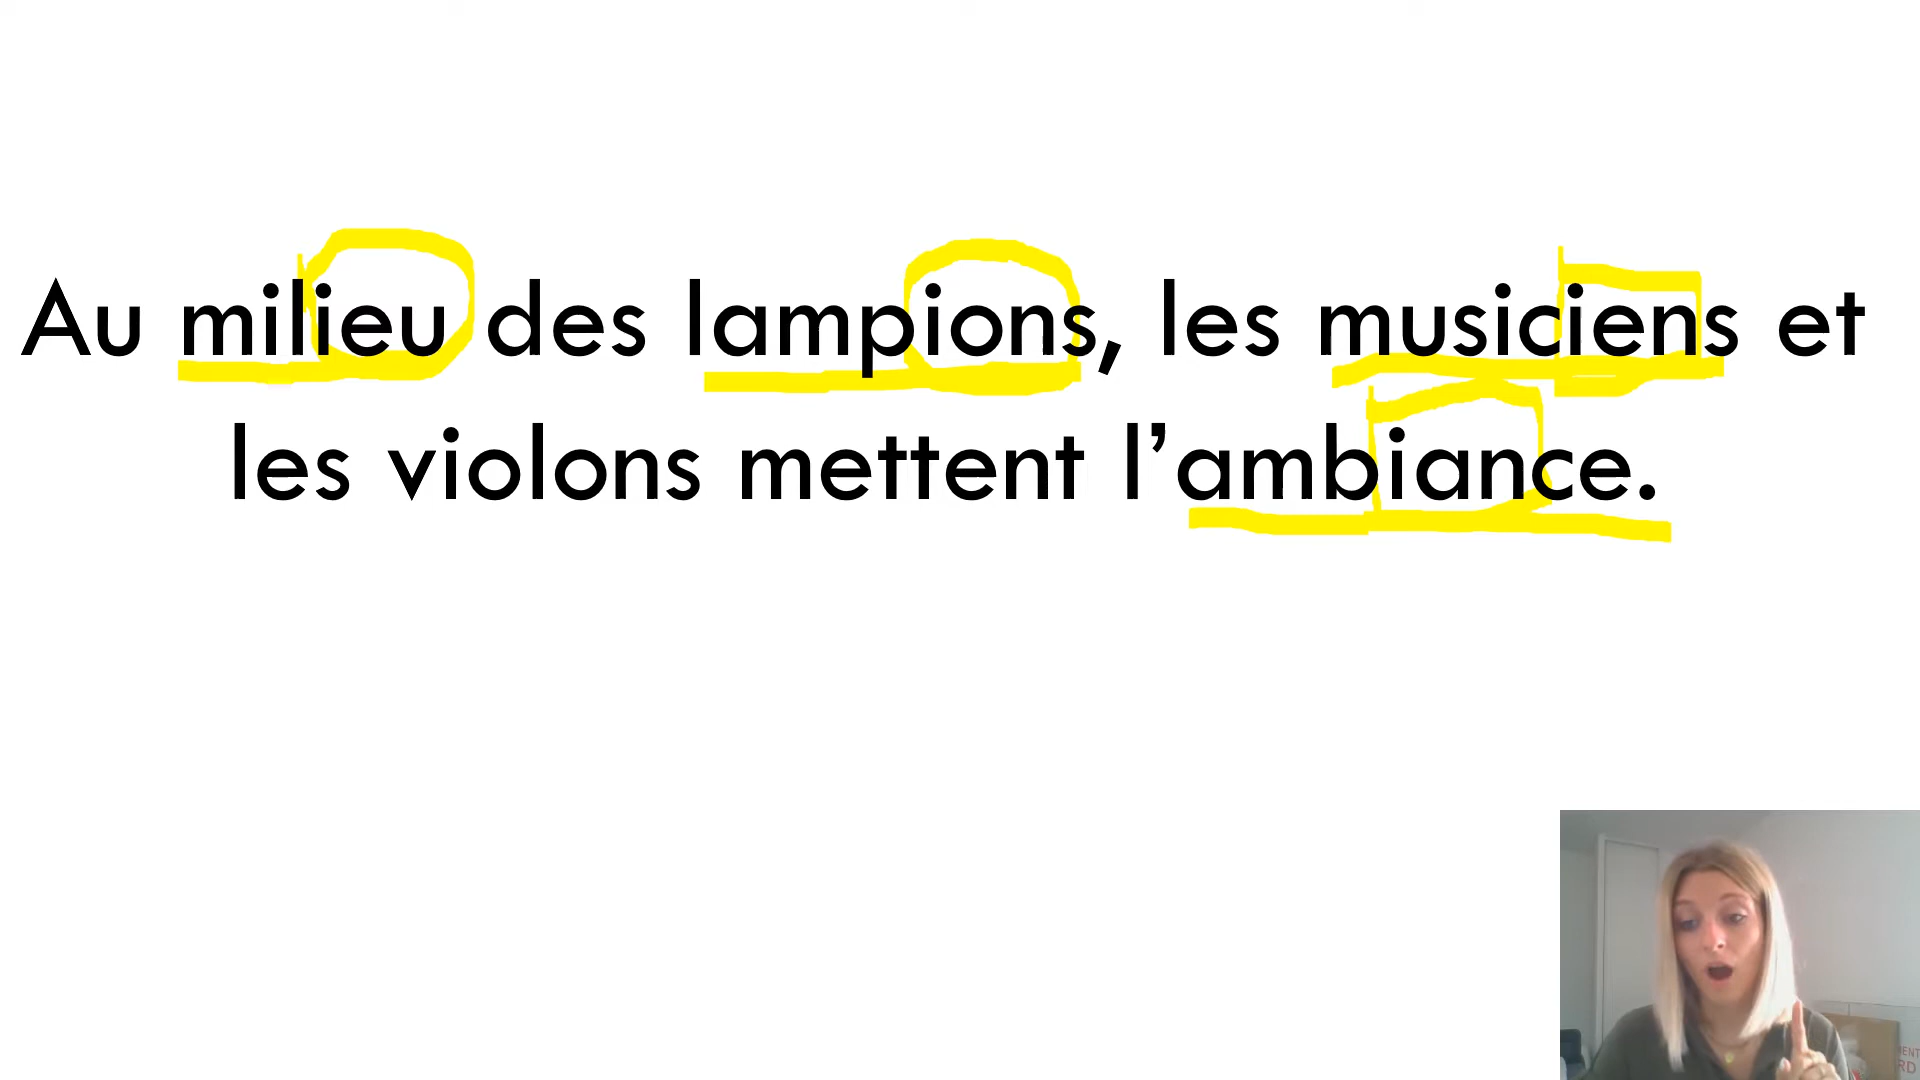 Au milieu des lampions, les musiciens et
les violons mettent l’ambiance.